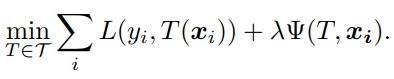 min_{T∈𝒯} ∑_i L(y_i, T(𝒙_i)) + λΨ(T, 𝒙_𝒊).